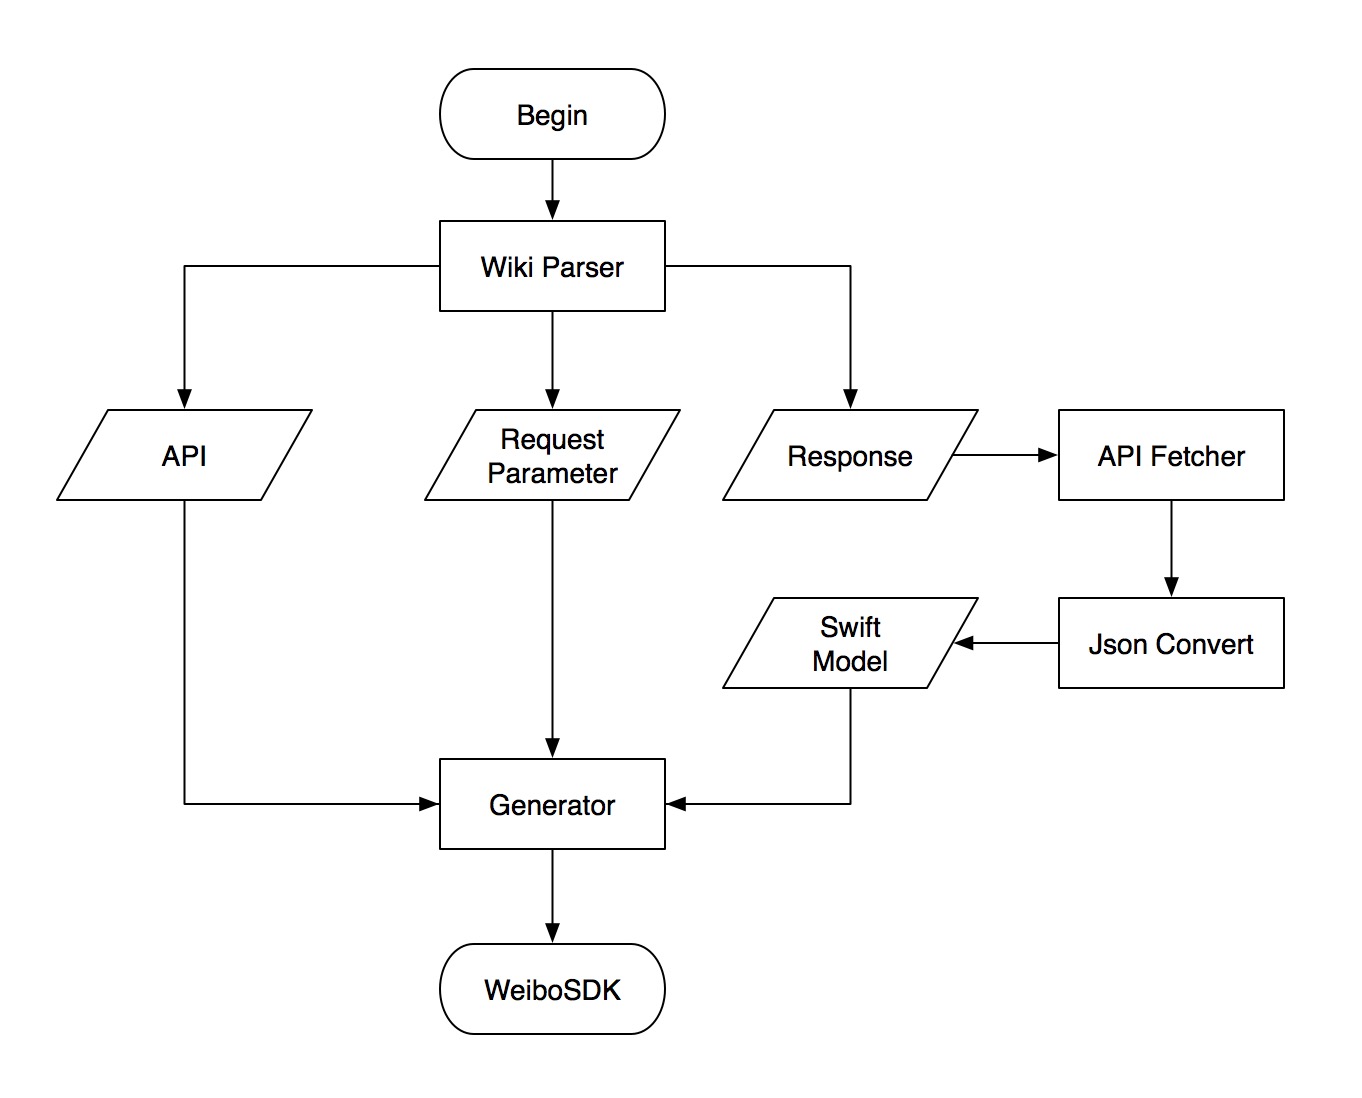 Begin
Wiki Parser
API
Request
Parameter
Response
API Fetcher
Swift
Model
Json Convert
Generator
WeiboSDK